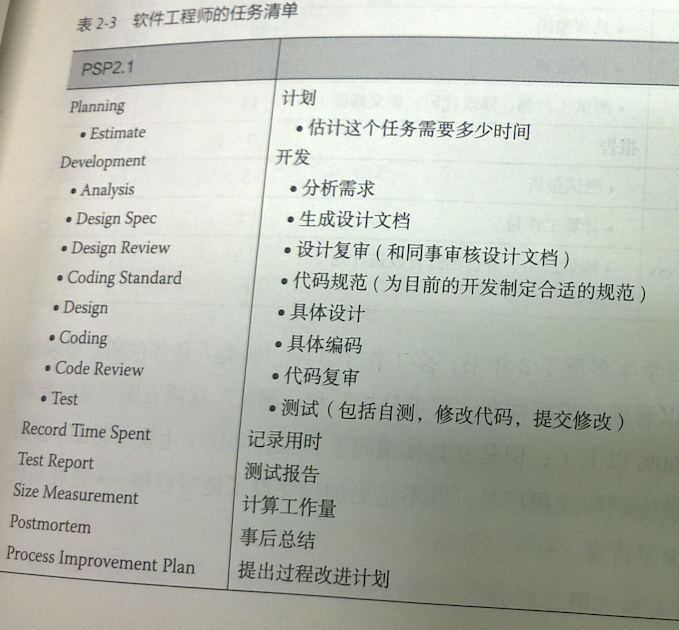 表 2-3 软件工程师的任务清单
PSP2.1
Planning 计划
• Estimate • 估计这个任务需要多少时间
Development 开发
• Analysis • 分析需求
• Design Spec • 生成设计文档
• Design Review • 设计复审（和同事审核设计文档）
• Coding Standard • 代码规范（为目前的开发制定合适的规范）
• Design • 具体设计
• Coding • 具体编码
• Code Review • 代码复审
• Test • 测试（包括自测，修改代码，提交修改）
Record Time Spent 记录用时
Test Report 测试报告
Size Measurement 计算工作量
Postmortem 事后总结
Process Improvement Plan 提出过程改进计划